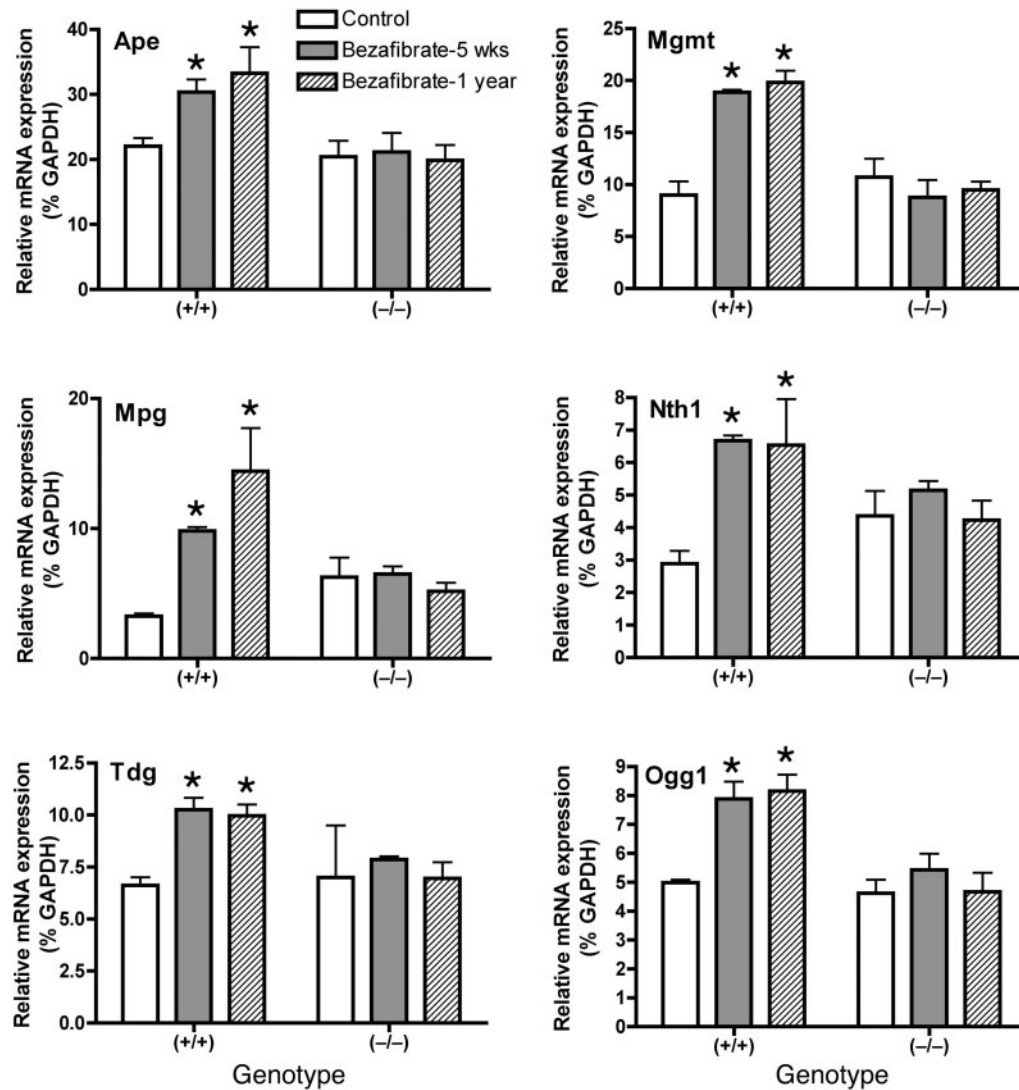 Control
Bezafibrate-5 wks
Bezafibrate-1 year
Ape
Relative mRNA expression
(% GAPDH)
40
30
20
10
0
*
*
(+/+)
(–/–)
Mgmt
Relative mRNA expression
(% GAPDH)
25
20
15
10
5
0
*
*
(+/+)
(–/–)
Mpg
Relative mRNA expression
(% GAPDH)
20
10
0
*
*
(+/+)
(–/–)
Nth1
Relative mRNA expression
(% GAPDH)
8
7
6
5
4
3
2
1
0
*
*
(+/+)
(–/–)
Tdg
Relative mRNA expression
(% GAPDH)
12.5
10.0
7.5
5.0
2.5
0.0
*
*
(+/+)
(–/–)
Genotype
Ogg1
Relative mRNA expression
(% GAPDH)
9
8
7
6
5
4
3
2
1
0
*
*
(+/+)
(–/–)
Genotype